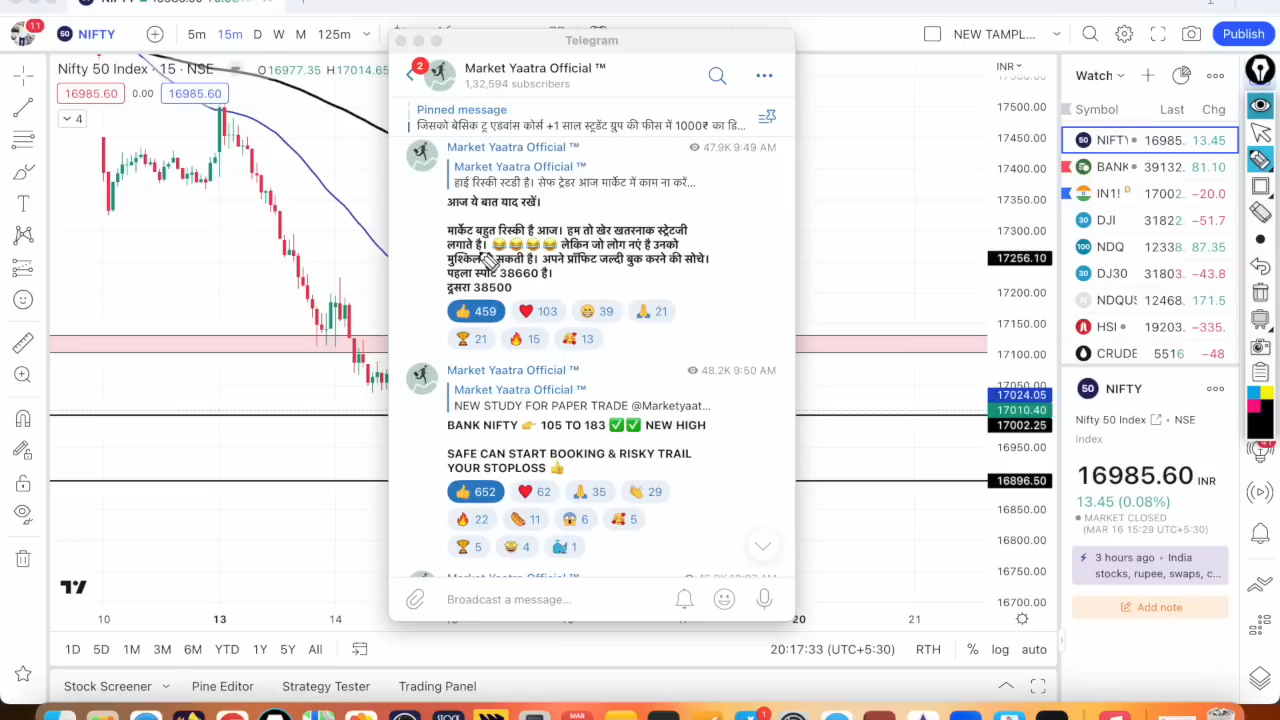 11
NIFTY
5m 15m D W M 125m
NEW TAMPL...
Publish
Nifty 50 Index · 15 · NSE
O16977.35 H17014.65
16985.60 0.00 16985.60
4
Telegram
2
Market Yaatra Official ™
1,32,594 subscribers
Pinned message
जिसको बेसिक टू एडवांस कोर्स +1 साल स्टूडेंट ग्रुप की फीस में 1000₹ का डि...
Market Yaatra Official ™ 47.9K 9:49 AM
Market Yaatra Official ™
हाई रिस्की स्टडी है। सेफ ट्रेडर आज मार्केट में काम ना करें...
आज ये बात याद रखें।
मार्केट बहुत रिस्की है आज। हम तो खेर खतरनाक स्ट्रेटजी
लगाते है। 😂😂😂😂 लेकिन जो लोग नएं है उनको
सकती है। अपने प्रॉफिट जल्दी बुक करने की सोचे।
पहला स्पोट 38660 है।
दूसरा 38500
👍 459 ❤️ 103 😁 39 🙏 21
🏆 21 🔥 15 🥰 13
Market Yaatra Official ™ 48.2K 9:50 AM
Market Yaatra Official ™
NEW STUDY FOR PAPER TRADE @Marketyaat...
BANK NIFTY 👉 105 TO 183 ✅✅ NEW HIGH
SAFE CAN START BOOKING & RISKY TRAIL
YOUR STOPLOSS 👍
👍 652 ❤️ 62 🙏 35 👏 29
🔥 22 🌭 11 😱 6 🥰 5
🏆 5 🤣 4 🐳 1
Broadcast a message...
INR
17500.00
17450.00
17400.00
17350.00
17300.00
17256.10
17200.00
17150.00
17100.00
17050.00
17024.05
17010.40
17002.25
16950.00
16896.50
16850.00
16800.00
16750.00
16700.00
10 13 14 20 21
1D 5D 1M 3M 6M YTD 1Y 5Y All
20:17:33 (UTC+5:30) RTH % log auto
Stock Screener Pine Editor Strategy Tester Trading Panel
Watch
Symbol Last Chg
50 NIFTY 16985. 13.45
BANK 39132. 81.10
IN1! D 17002. −20.0
30 DJI 31822. −51.7
100 NDQ 12338. 87.35
30 DJ30 31803. −43.8
NDQUS 12468. 171.5
HSI 19203. −335.
CRUDE 5516 −48
50 NIFTY
Nifty 50 Index • NSE
Index
16985.60 INR
13.45 (0.08%)
MARKET CLOSED
(MAR 16 15:29 UTC+5:30)
3 hours ago · India
stocks, rupee, swaps, c...
Add note